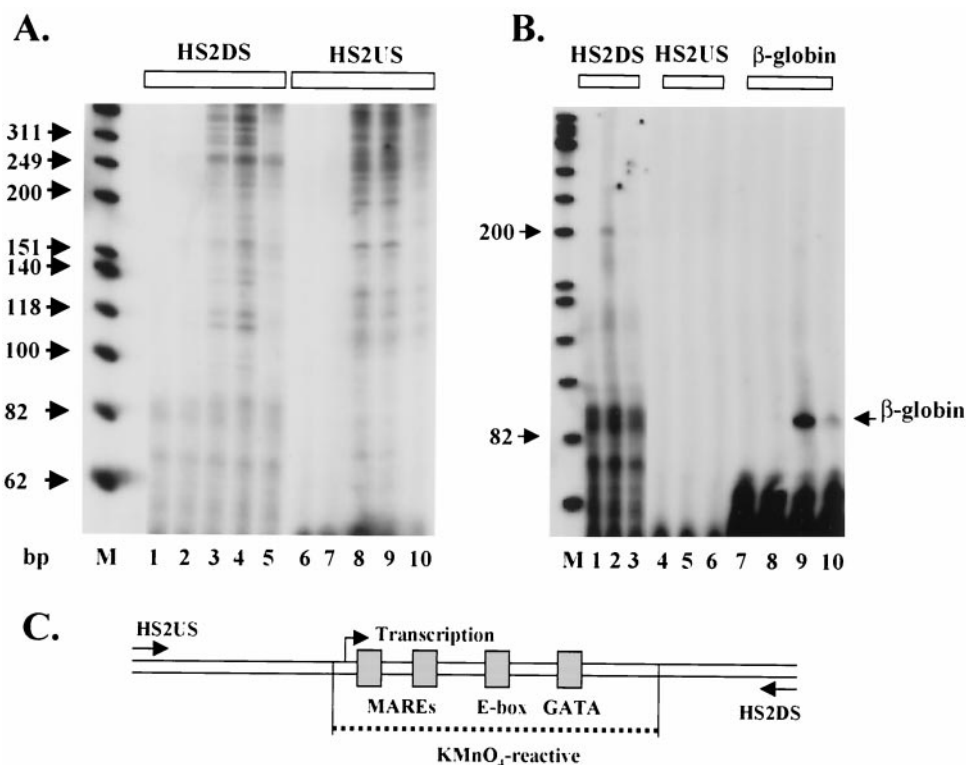 A.
HS2DS HS2US
311
249
200
151
140
118
100
82
62
bp M 1 2 3 4 5 6 7 8 9 10
B.
HS2DS HS2US β-globin
200
82
β-globin
M 1 2 3 4 5 6 7 8 9 10
C.
HS2US
Transcription
MAREs E-box GATA
HS2DS
KMnO4-reactive